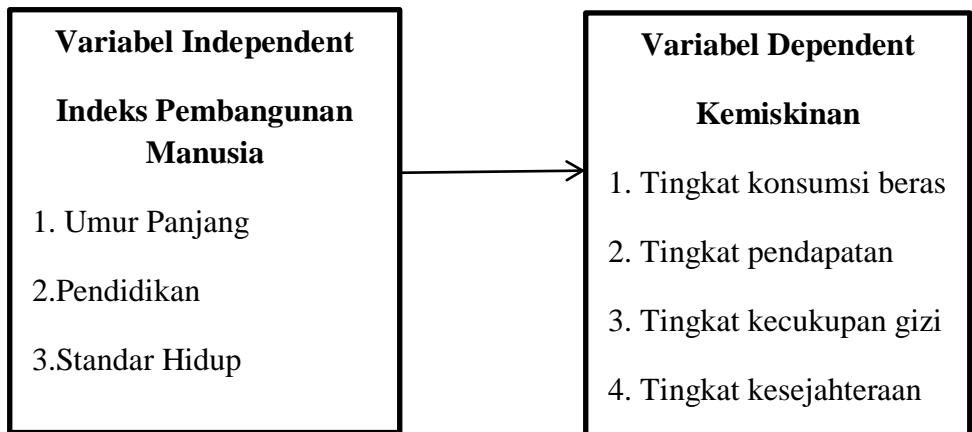 Variabel Independent
Indeks Pembangunan
Manusia
1. Umur Panjang
2.Pendidikan
3.Standar Hidup
Variabel Dependent
Kemiskinan
1. Tingkat konsumsi beras
2. Tingkat pendapatan
3. Tingkat kecukupan gizi
4. Tingkat kesejahteraan